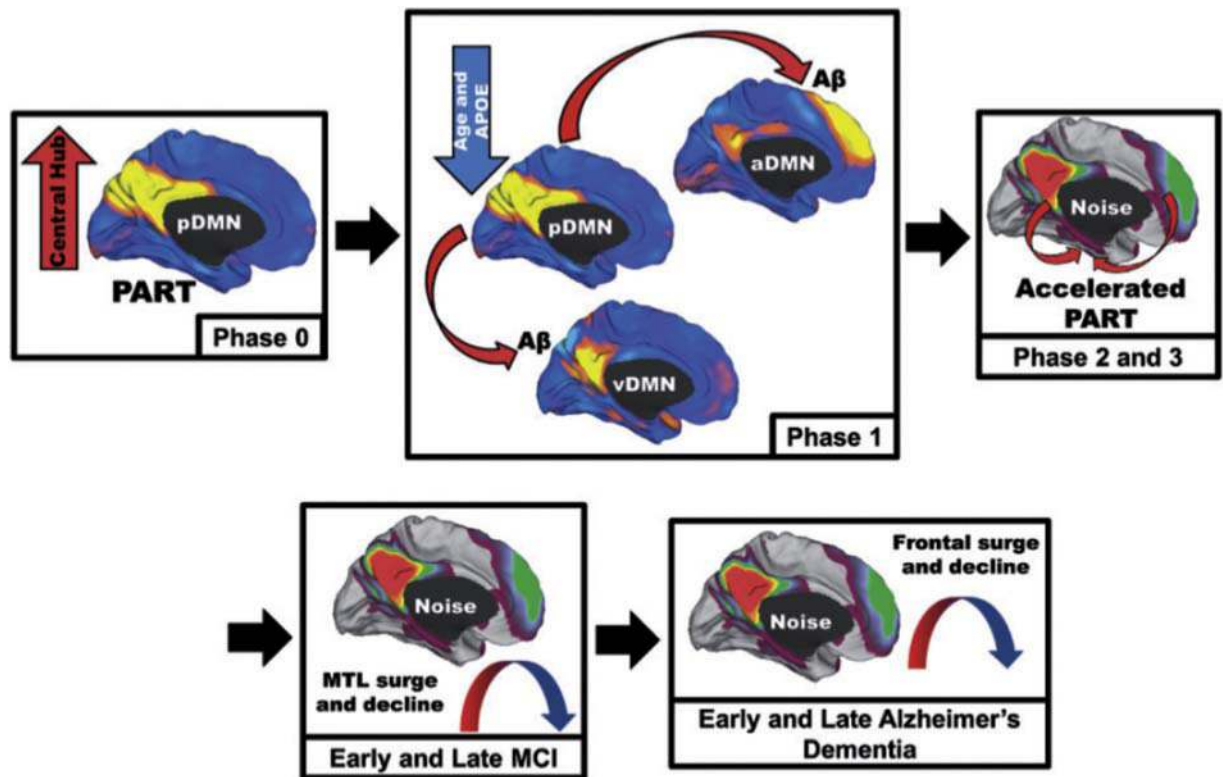 Central Hub
pDMN
PART
Phase 0
Age and
APOE
Aβ
aDMN
pDMN
Aβ
vDMN
Phase 1
Noise
Accelerated
PART
Phase 2 and 3
Noise
MTL surge
and decline
Early and Late MCI
Frontal surge
and decline
Noise
Early and Late Alzheimer's
Dementia